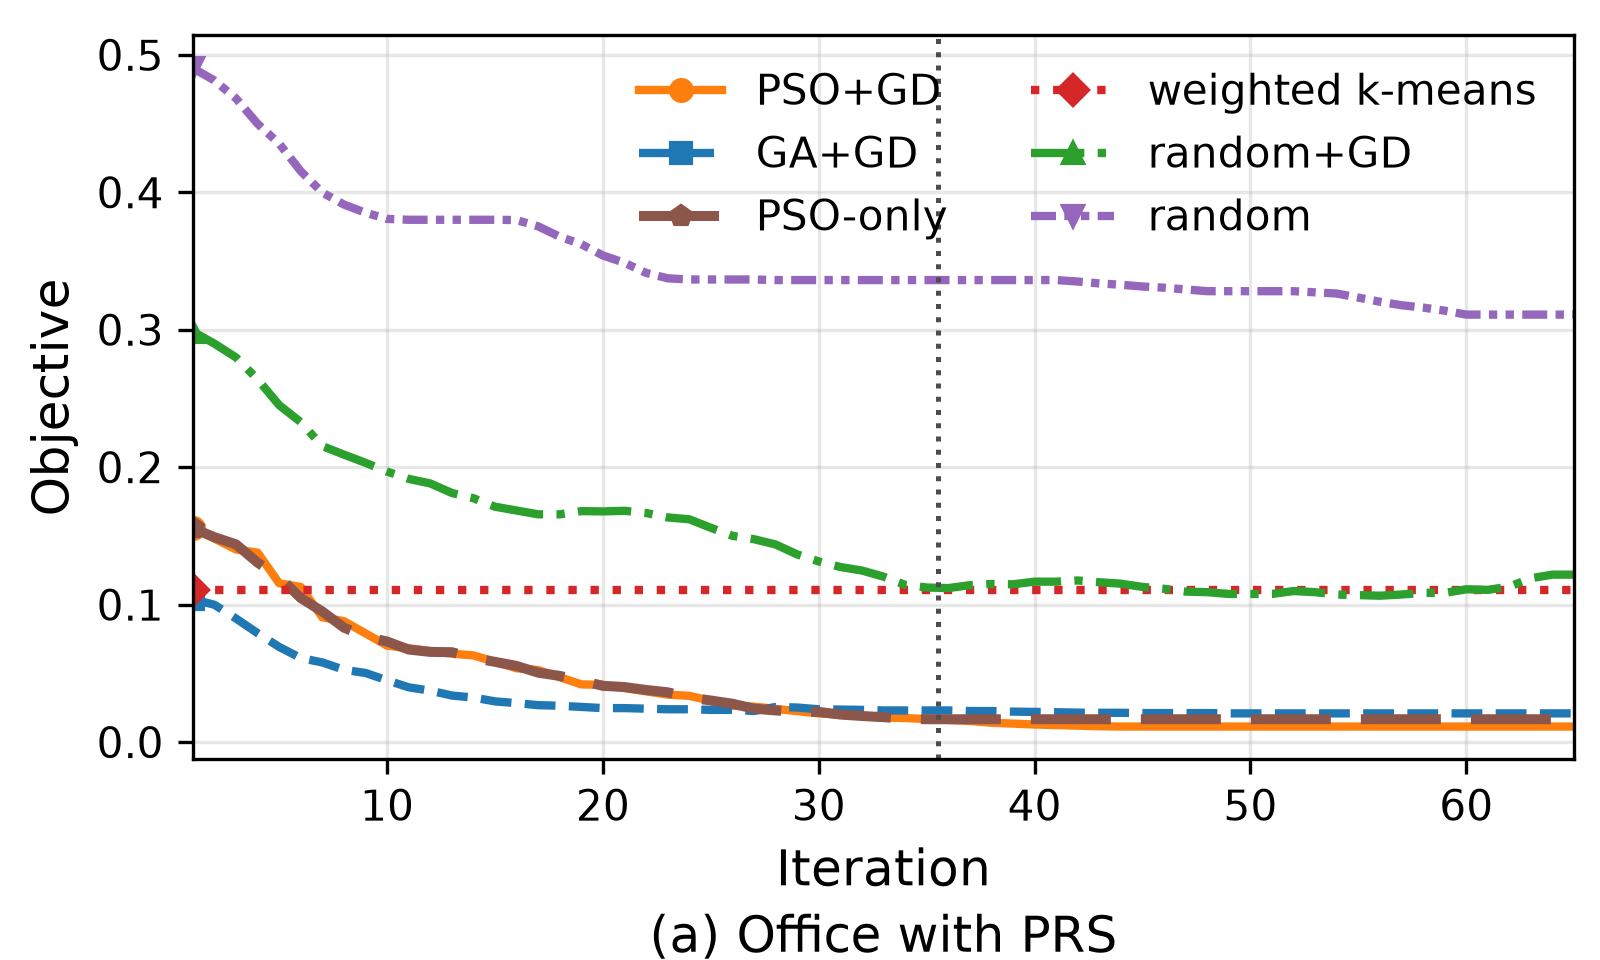 0.5
0.4
0.3
0.2
0.1
0.0
Objective
PSO+GD
GA+GD
PSO-only
weighted k-means
random+GD
random
10 20 30 40 50 60
Iteration
(a) Office with PRS